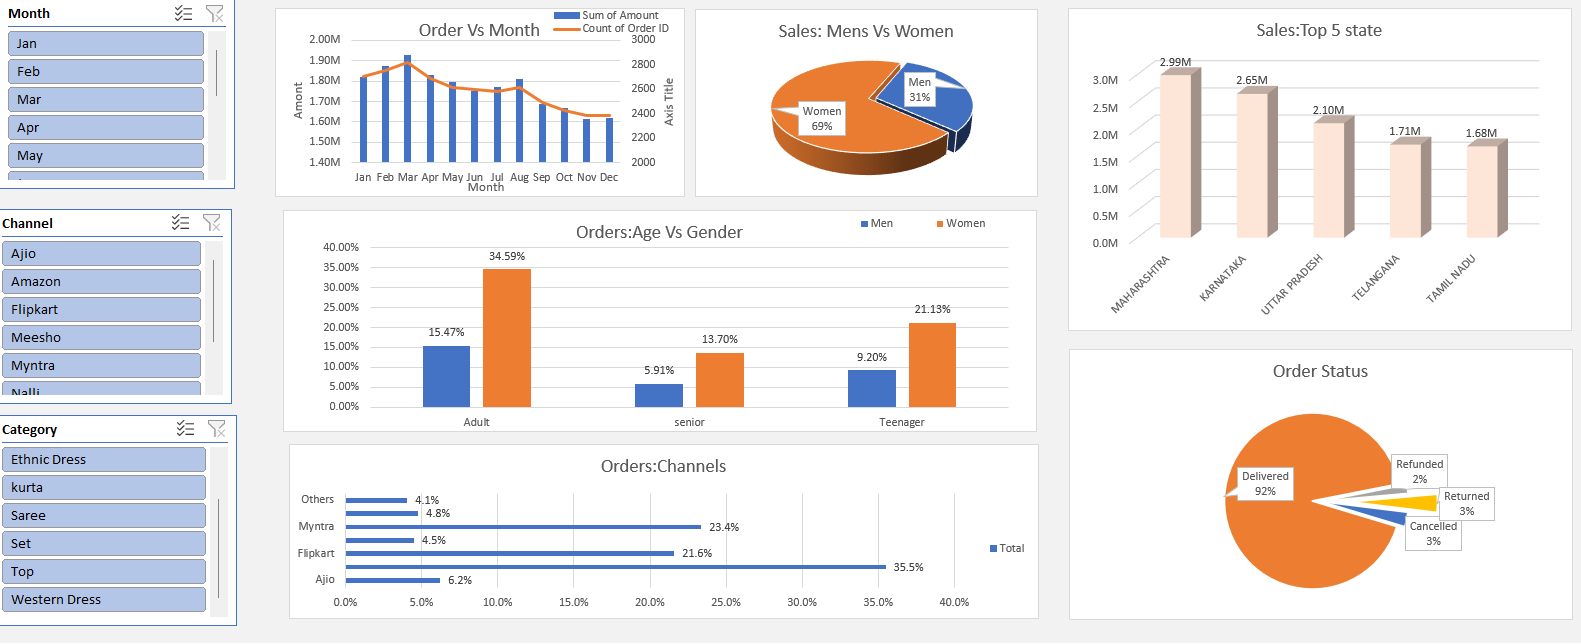 Month
Jan
Feb
Mar
Apr
May
Channel
Ajio
Amazon
Flipkart
Meesho
Myntra
Nalli
Category
Ethnic Dress
kurta
Saree
Set
Top
Western Dress
Order Vs Month
Sum of Amount
Count of Order ID
2.00M
1.90M
1.80M
1.70M
1.60M
1.50M
1.40M
Amont
3000
2800
2600
2400
2200
2000
Axis Title
Jan Feb Mar Apr May Jun Jul Aug Sep Oct Nov Dec
Month
Sales: Mens Vs Women
Men
31%
Women
69%
Sales:Top 5 state
2.99M
2.65M
2.10M
1.71M
1.68M
3.0M
2.5M
2.0M
1.5M
1.0M
0.5M
0.0M
MAHARASHTRA
KARNATAKA
UTTAR PRADESH
TELANGANA
TAMIL NADU
Orders:Age Vs Gender
Men Women
40.00%
35.00%
30.00%
25.00%
20.00%
15.00%
10.00%
5.00%
0.00%
15.47%
34.59%
5.91%
13.70%
9.20%
21.13%
Adult senior Teenager
Orders:Channels
Others 4.1%
4.8%
Myntra 23.4%
4.5%
Flipkart 21.6%
35.5%
Ajio 6.2%
0.0% 5.0% 10.0% 15.0% 20.0% 25.0% 30.0% 35.0% 40.0%
Total
Order Status
Delivered
92%
Refunded
2%
Returned
3%
Cancelled
3%